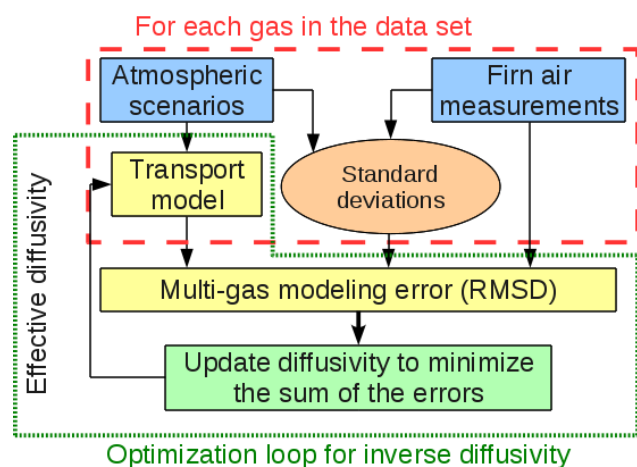 For each gas in the data set
Atmospheric
scenarios
Firn air
measurements
Transport
model
Standard
deviations
Effective diffusivity
Multi-gas modeling error (RMSD)
Update diffusivity to minimize
the sum of the errors
Optimization loop for inverse diffusivity